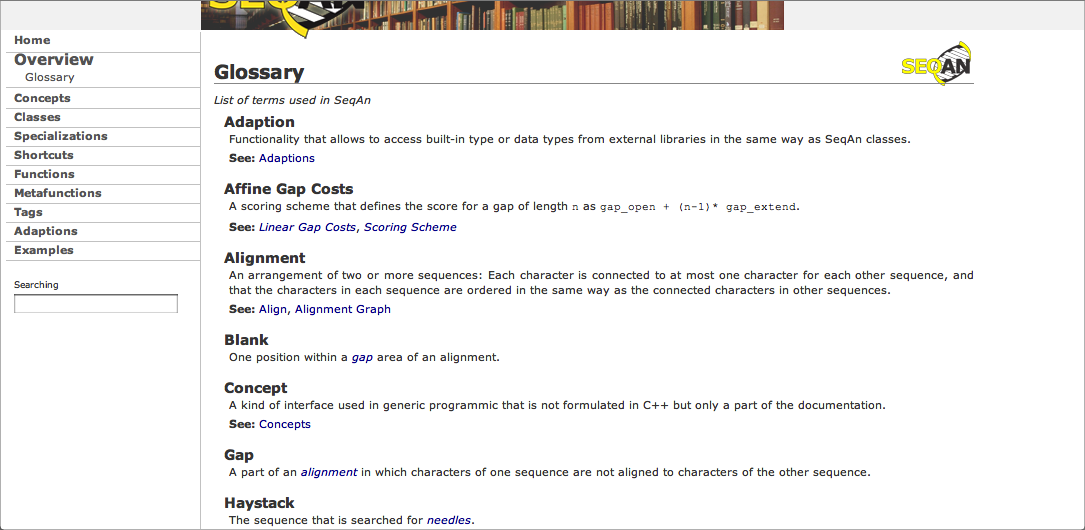 SEQAN
Home
Overview
Glossary
Concepts
Classes
Specializations
Shortcuts
Functions
Metafunctions
Tags
Adaptions
Examples
Searching
Glossary
SEQAN
List of terms used in SeqAn
Adaption
Functionality that allows to access built-in type or data types from external libraries in the same way as SeqAn classes.
See: Adaptions
Affine Gap Costs
A scoring scheme that defines the score for a gap of length n as gap_open + (n-1)* gap_extend.
See: Linear Gap Costs, Scoring Scheme
Alignment
An arrangement of two or more sequences: Each character is connected to at most one character for each other sequence, and
that the characters in each sequence are ordered in the same way as the connected characters in other sequences.
See: Align, Alignment Graph
Blank
One position within a gap area of an alignment.
Concept
A kind of interface used in generic programmic that is not formulated in C++ but only a part of the documentation.
See: Concepts
Gap
A part of an alignment in which characters of one sequence are not aligned to characters of the other sequence.
Haystack
The sequence that is searched for needles.